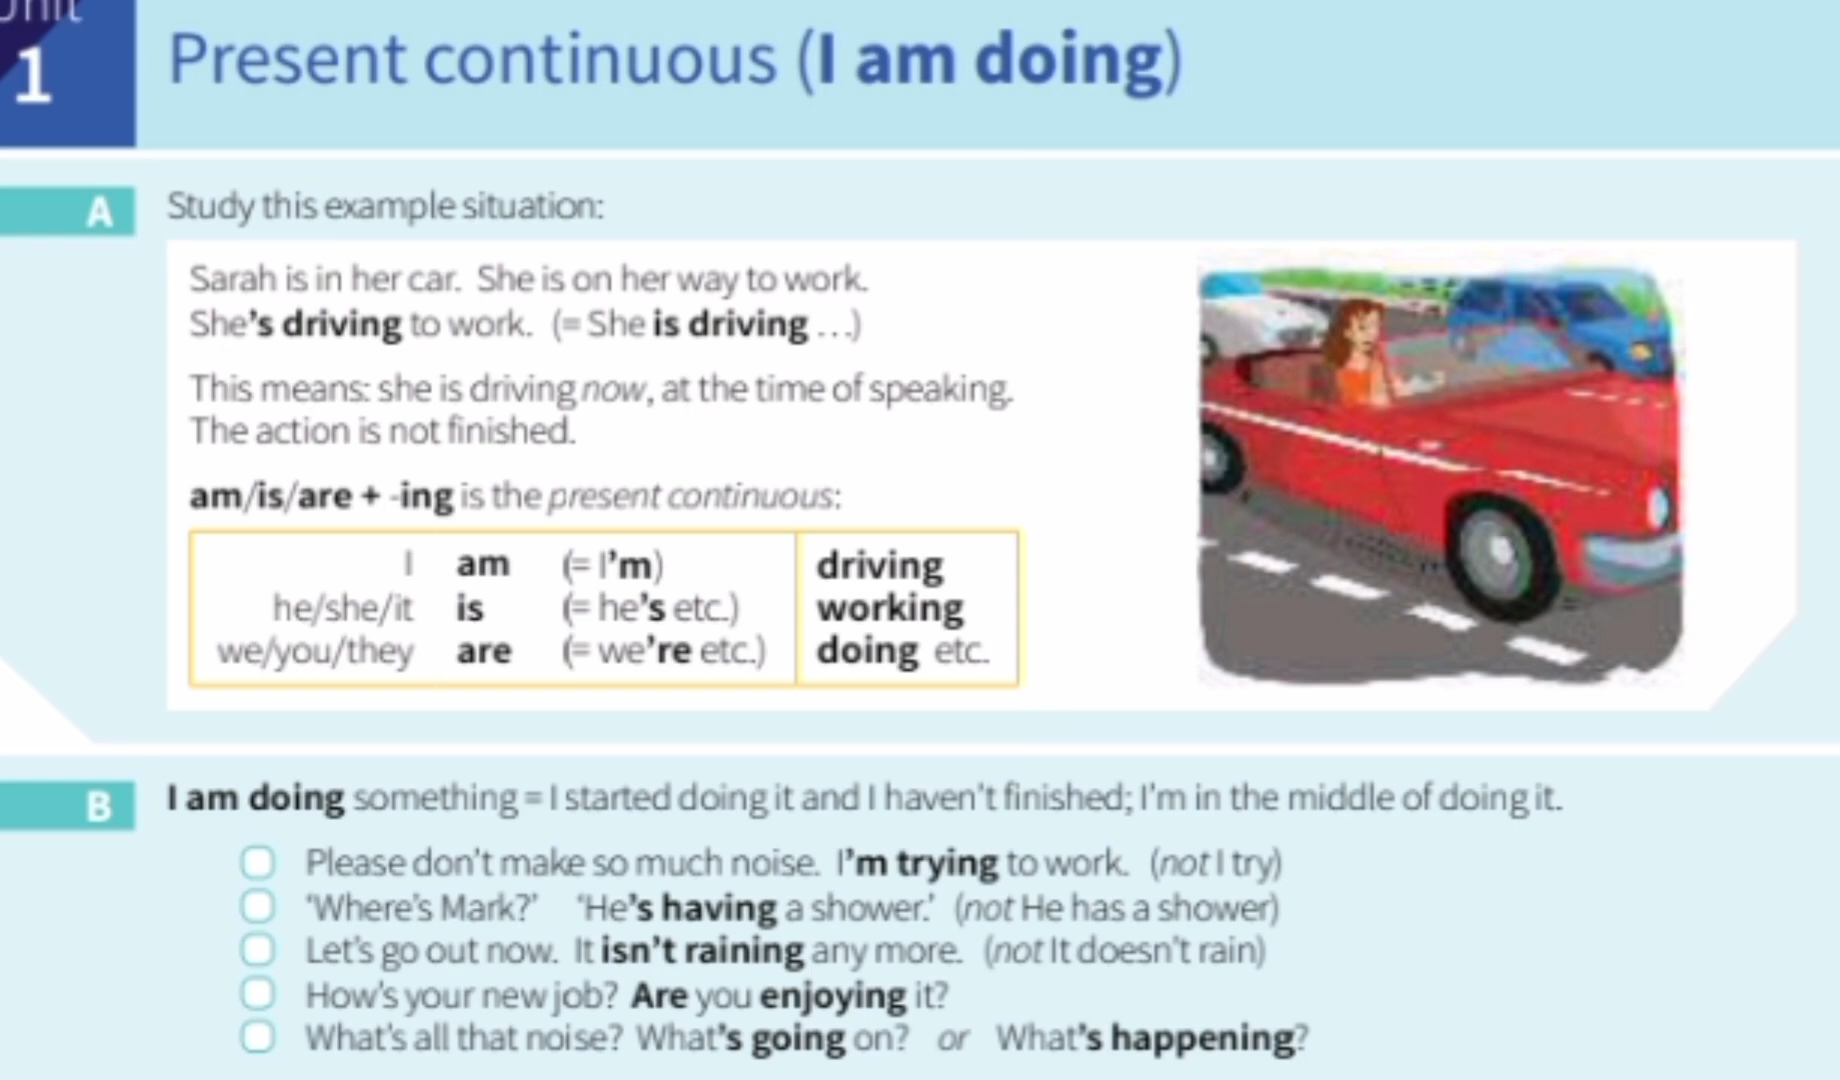 Unit
1
Present continuous (I am doing)
A
Study this example situation:
Sarah is in her car. She is on her way to work.
She's driving to work. (= She is driving ...)
This means: she is driving now, at the time of speaking.
The action is not finished.
am/is/are + -ing is the present continuous:
I am (= I'm) driving
he/she/it is (= he's etc.) working
we/you/they are (= we're etc.) doing etc.
B
I am doing something = I started doing it and I haven't finished; I'm in the middle of doing it.
Please don't make so much noise. I'm trying to work. (not I try)
'Where's Mark?' 'He's having a shower.' (not He has a shower)
Let's go out now. It isn't raining any more. (not It doesn't rain)
How's your new job? Are you enjoying it?
What's all that noise? What's going on? or What's happening?